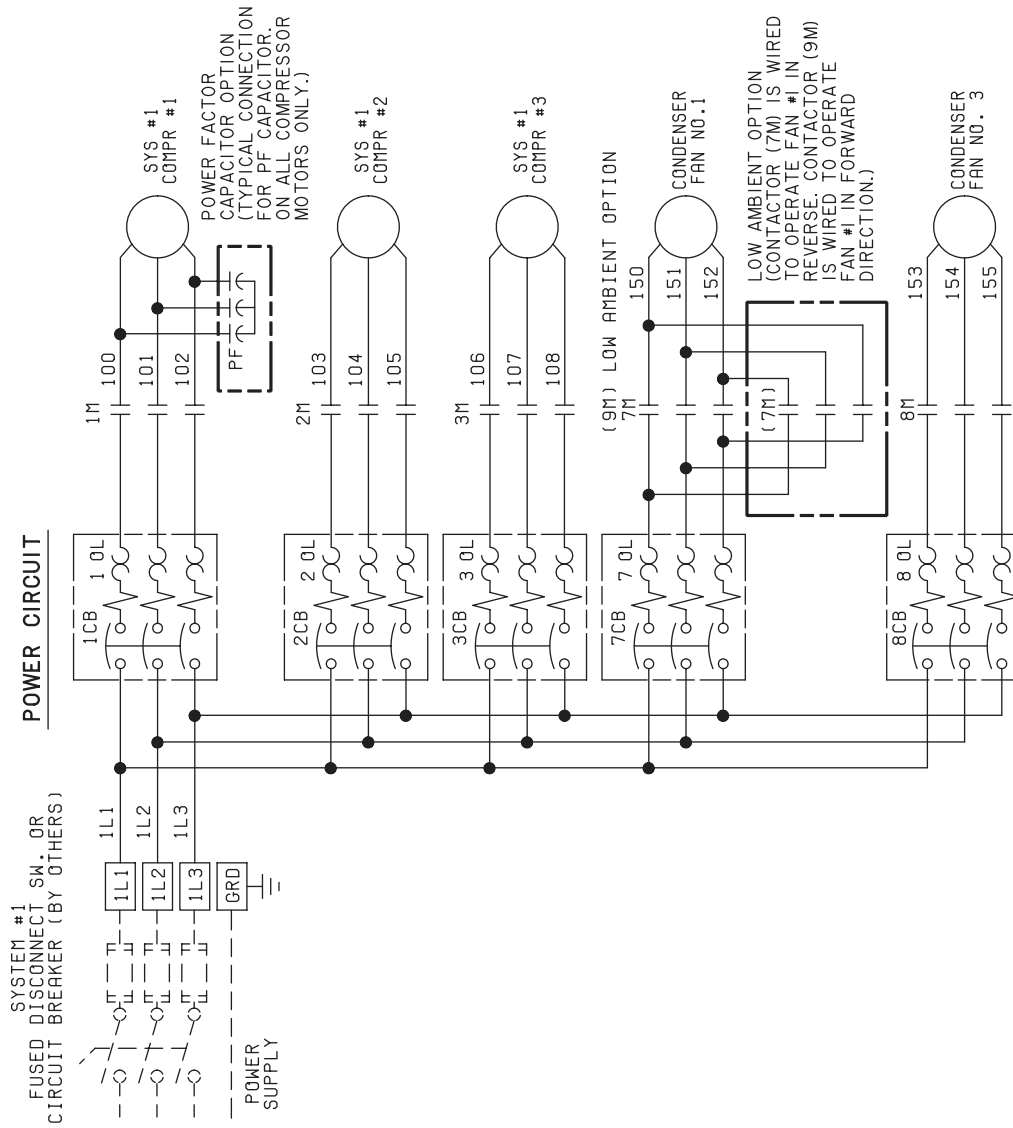 POWER CIRCUIT
SYSTEM #1
FUSED DISCONNECT SW. OR
CIRCUIT BREAKER (BY OTHERS)
POWER
SUPPLY
1L1
1L2
1L3
GRD
1L1
1L2
1L3
1CB
1 OL
1M
100
101
102
PF
SYS #1
COMPR #1
POWER FACTOR
CAPACITOR OPTION
(TYPICAL CONNECTION
FOR PF CAPACITOR.
ON ALL COMPRESSOR
MOTORS ONLY.)
2CB
2 OL
2M
103
104
105
SYS #1
COMPR #2
3CB
3 OL
3M
106
107
108
SYS #1
COMPR #3
7CB
7 OL
(9M) LOW AMBIENT OPTION
7M
150
151
152
CONDENSER
FAN NO.1
(7M)
LOW AMBIENT OPTION
(CONTACTOR (7M) IS WIRED
TO OPERATE FAN #1 IN
REVERSE. CONTACTOR (9M)
IS WIRED TO OPERATE
FAN #1 IN FORWARD
DIRECTION.)
8CB
8 OL
8M
153
154
155
CONDENSER
FAN NO. 3